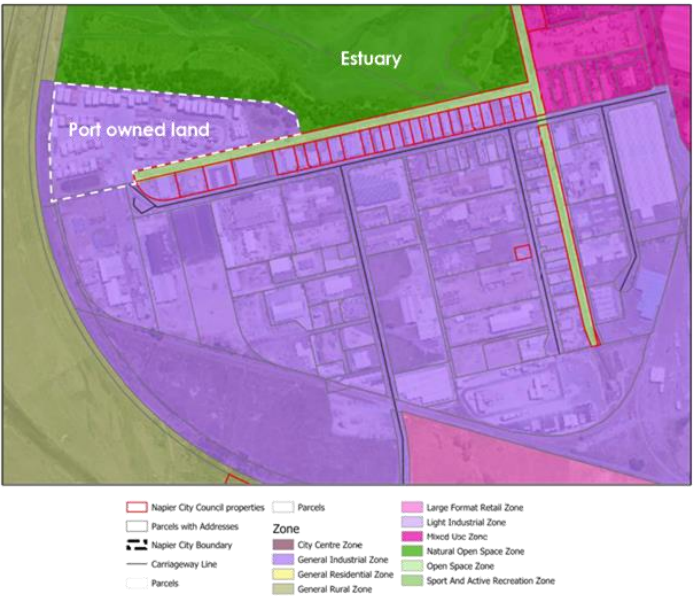 Estuary
Port owned land
Napier City Council properties
Parcels with Addresses
Napier City Boundary
Carriageway Line
Parcels
Parcels
Zone
City Centre Zone
General Industrial Zone
General Residential Zone
General Rural Zone
Large Format Retail Zone
Light Industrial Zone
Mixed Use Zone
Natural Open Space Zone
Open Space Zone
Sport And Active Recreation Zone